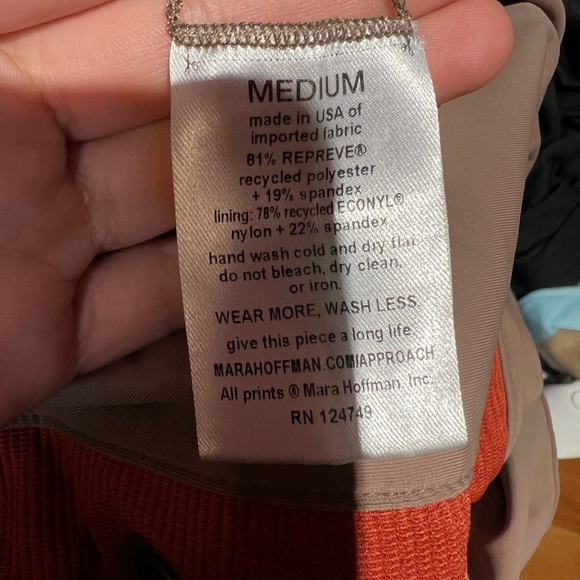 MEDIUM
made in USA of
imported fabric
81% REPREVE®
recycled polyester
+ 19% spandex
lining: 78% recycled ECONYL®
nylon + 22% spandex
hand wash cold and dry flat
do not bleach, dry clean,
or iron.
WEAR MORE, WASH LESS.
give this piece a long life
MARAHOFFMAN.COM/APPROACH
All prints ® Mara Hoffman, Inc.
RN 124749